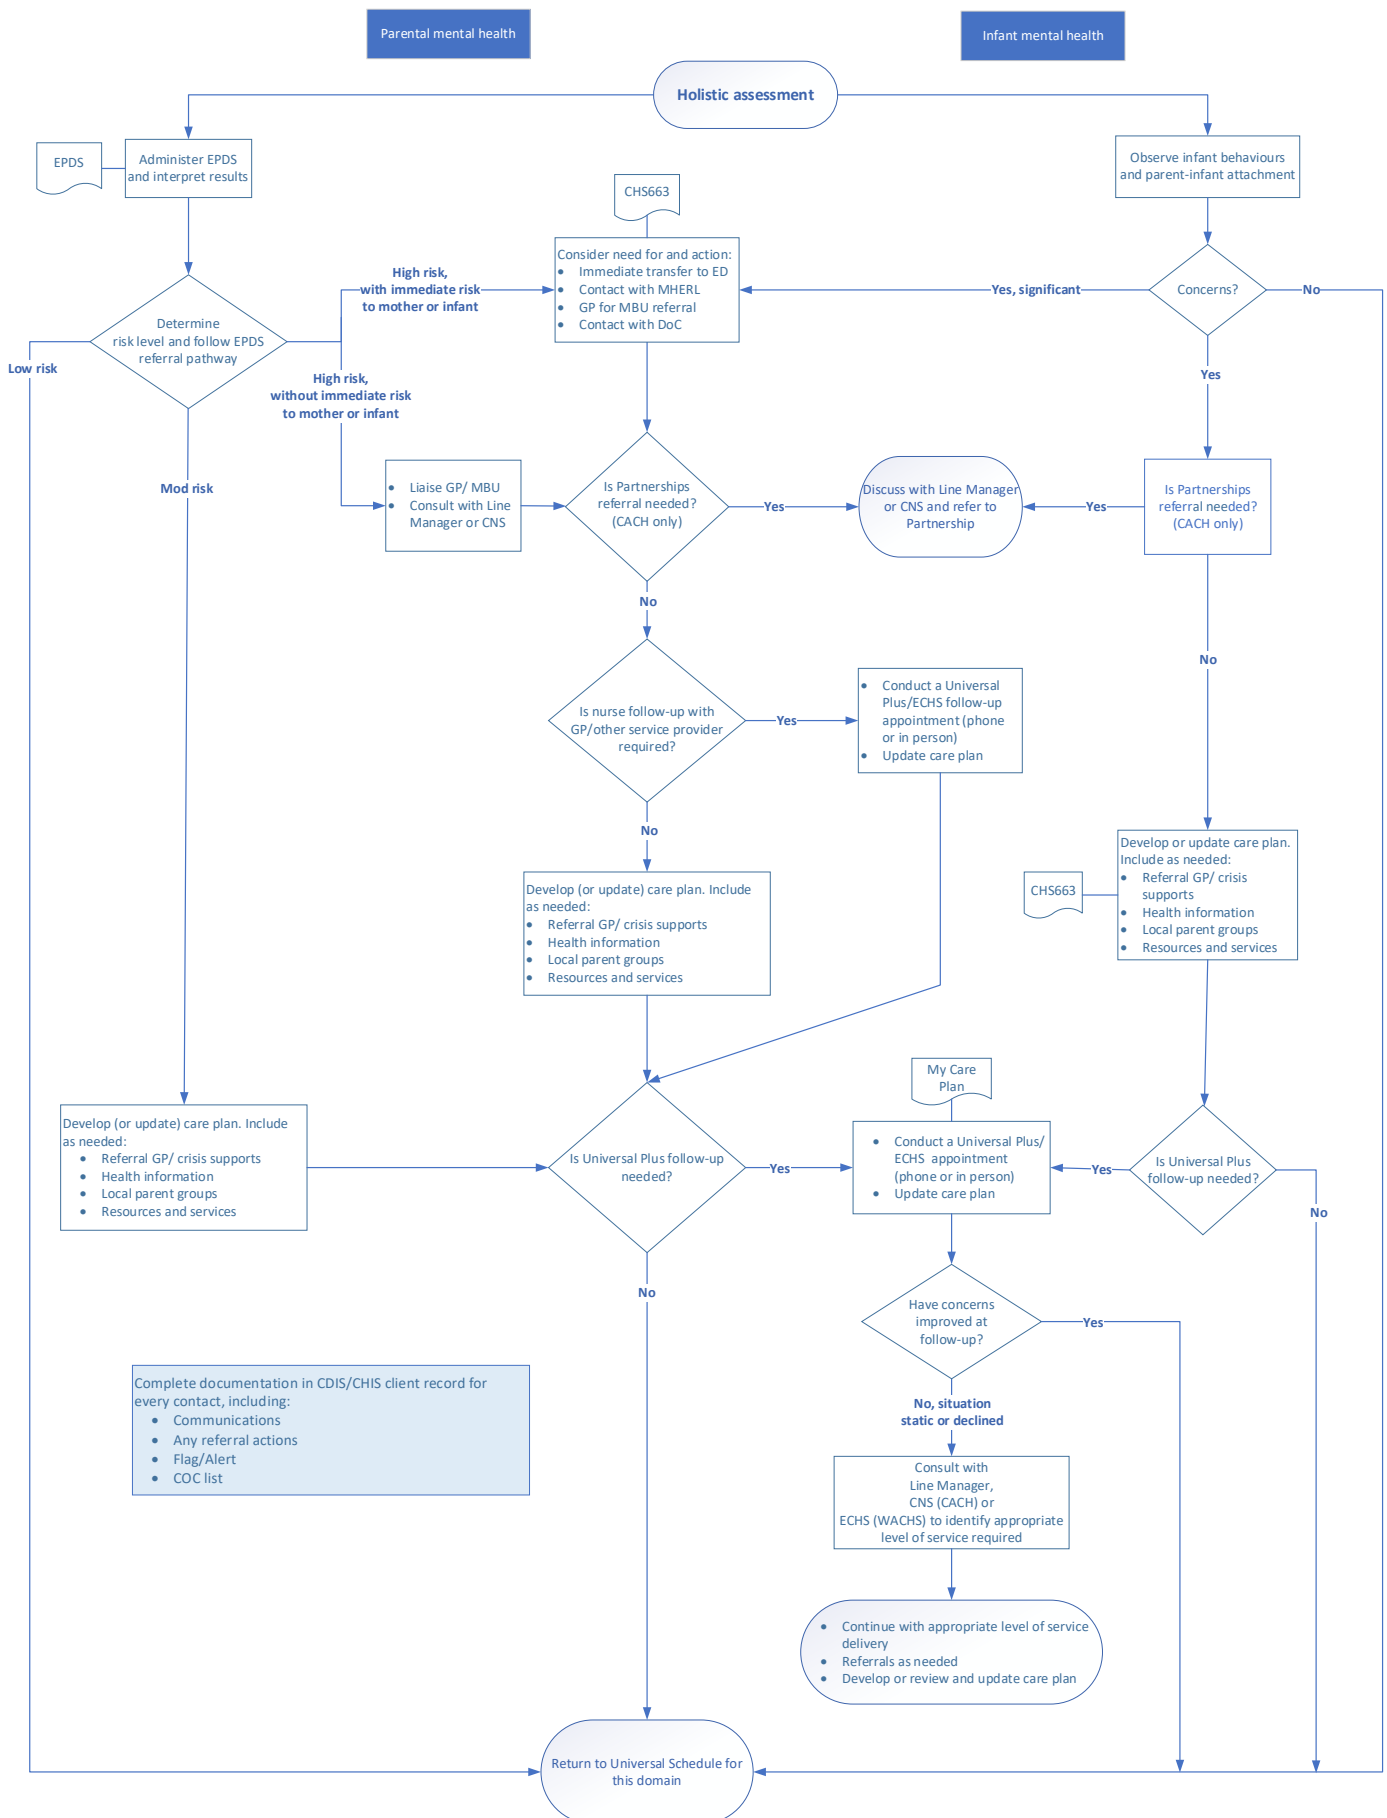 Parental mental health
Infant mental health
Holistic assessment
EPDS
Administer EPDS
and interpret results
Observe infant behaviours
and parent-infant attachment
CHS663
Consider need for and action:
• Immediate transfer to ED
• Contact with MHERL
• GP for MBU referral
• Contact with DoC
High risk,
with immediate risk
to mother or infant
Yes, significant
Concerns?
No
Determine
risk level and follow EPDS
referral pathway
Low risk
High risk,
without immediate risk
to mother or infant
Yes
Mod risk
• Liaise GP/ MBU
• Consult with Line
Manager or CNS
Is Partnerships
referral needed?
(CACH only)
Yes
Discuss with Line Manager
or CNS and refer to
Partnership
Yes
Is Partnerships
referral needed?
(CACH only)
No
No
Is nurse follow-up with
GP/other service provider
required?
Yes
• Conduct a Universal
Plus/ECHS follow-up
appointment (phone
or in person)
• Update care plan
No
Develop (or update) care plan. Include
as needed:
• Referral GP/ crisis supports
• Health information
• Local parent groups
• Resources and services
CHS663
Develop or update care plan.
Include as needed:
• Referral GP/ crisis
supports
• Health information
• Local parent groups
• Resources and services
My Care
Plan
Develop (or update) care plan. Include
as needed:
• Referral GP/ crisis supports
• Health information
• Local parent groups
• Resources and services
Is Universal Plus follow-up
needed?
Yes
• Conduct a Universal Plus/
ECHS appointment
(phone or in person)
• Update care plan
Yes
Is Universal Plus
follow-up needed?
No
No
Have concerns
improved at
follow-up?
Yes
No, situation
static or declined
Complete documentation in CDIS/CHIS client record for
every contact, including:
• Communications
• Any referral actions
• Flag/Alert
• COC list
Consult with
Line Manager,
CNS (CACH) or
ECHS (WACHS) to identify appropriate
level of service required
• Continue with appropriate level of service
delivery
• Referrals as needed
• Develop or review and update care plan
Return to Universal Schedule for
this domain